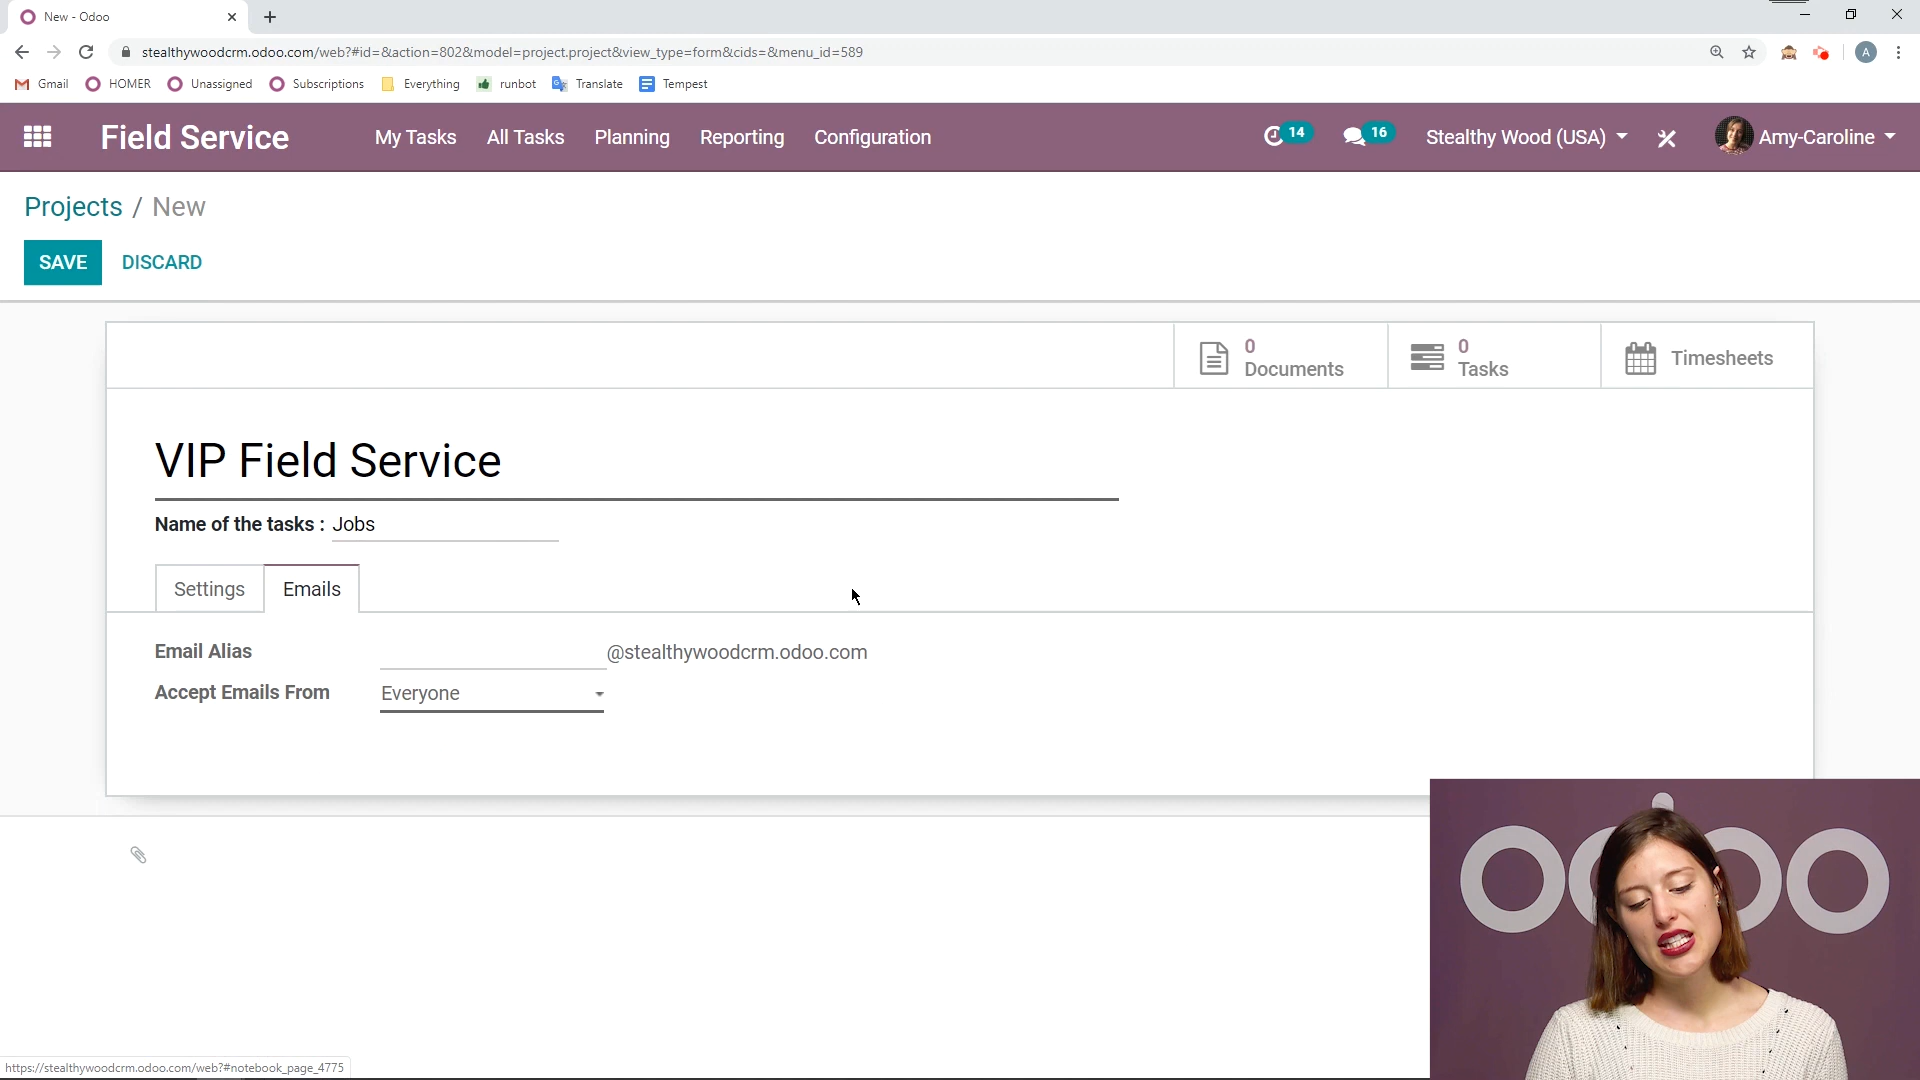 New - Odoo
stealthywoodcrm.odoo.com/web?#id=&action=802&model=project.project&view_type=form&cids=&menu_id=589
A
Gmail HOMER Unassigned Subscriptions Everything runbot Translate Tempest
Field Service My Tasks All Tasks Planning Reporting Configuration 14 16 Stealthy Wood (USA) Amy-Caroline
Projects / New
SAVE DISCARD
0
Documents
0
Tasks
Timesheets
VIP Field Service
Name of the tasks : Jobs
Settings Emails
Email Alias @stealthywoodcrm.odoo.com
Accept Emails From Everyone
odoo
https://stealthywoodcrm.odoo.com/web?#notebook_page_4775